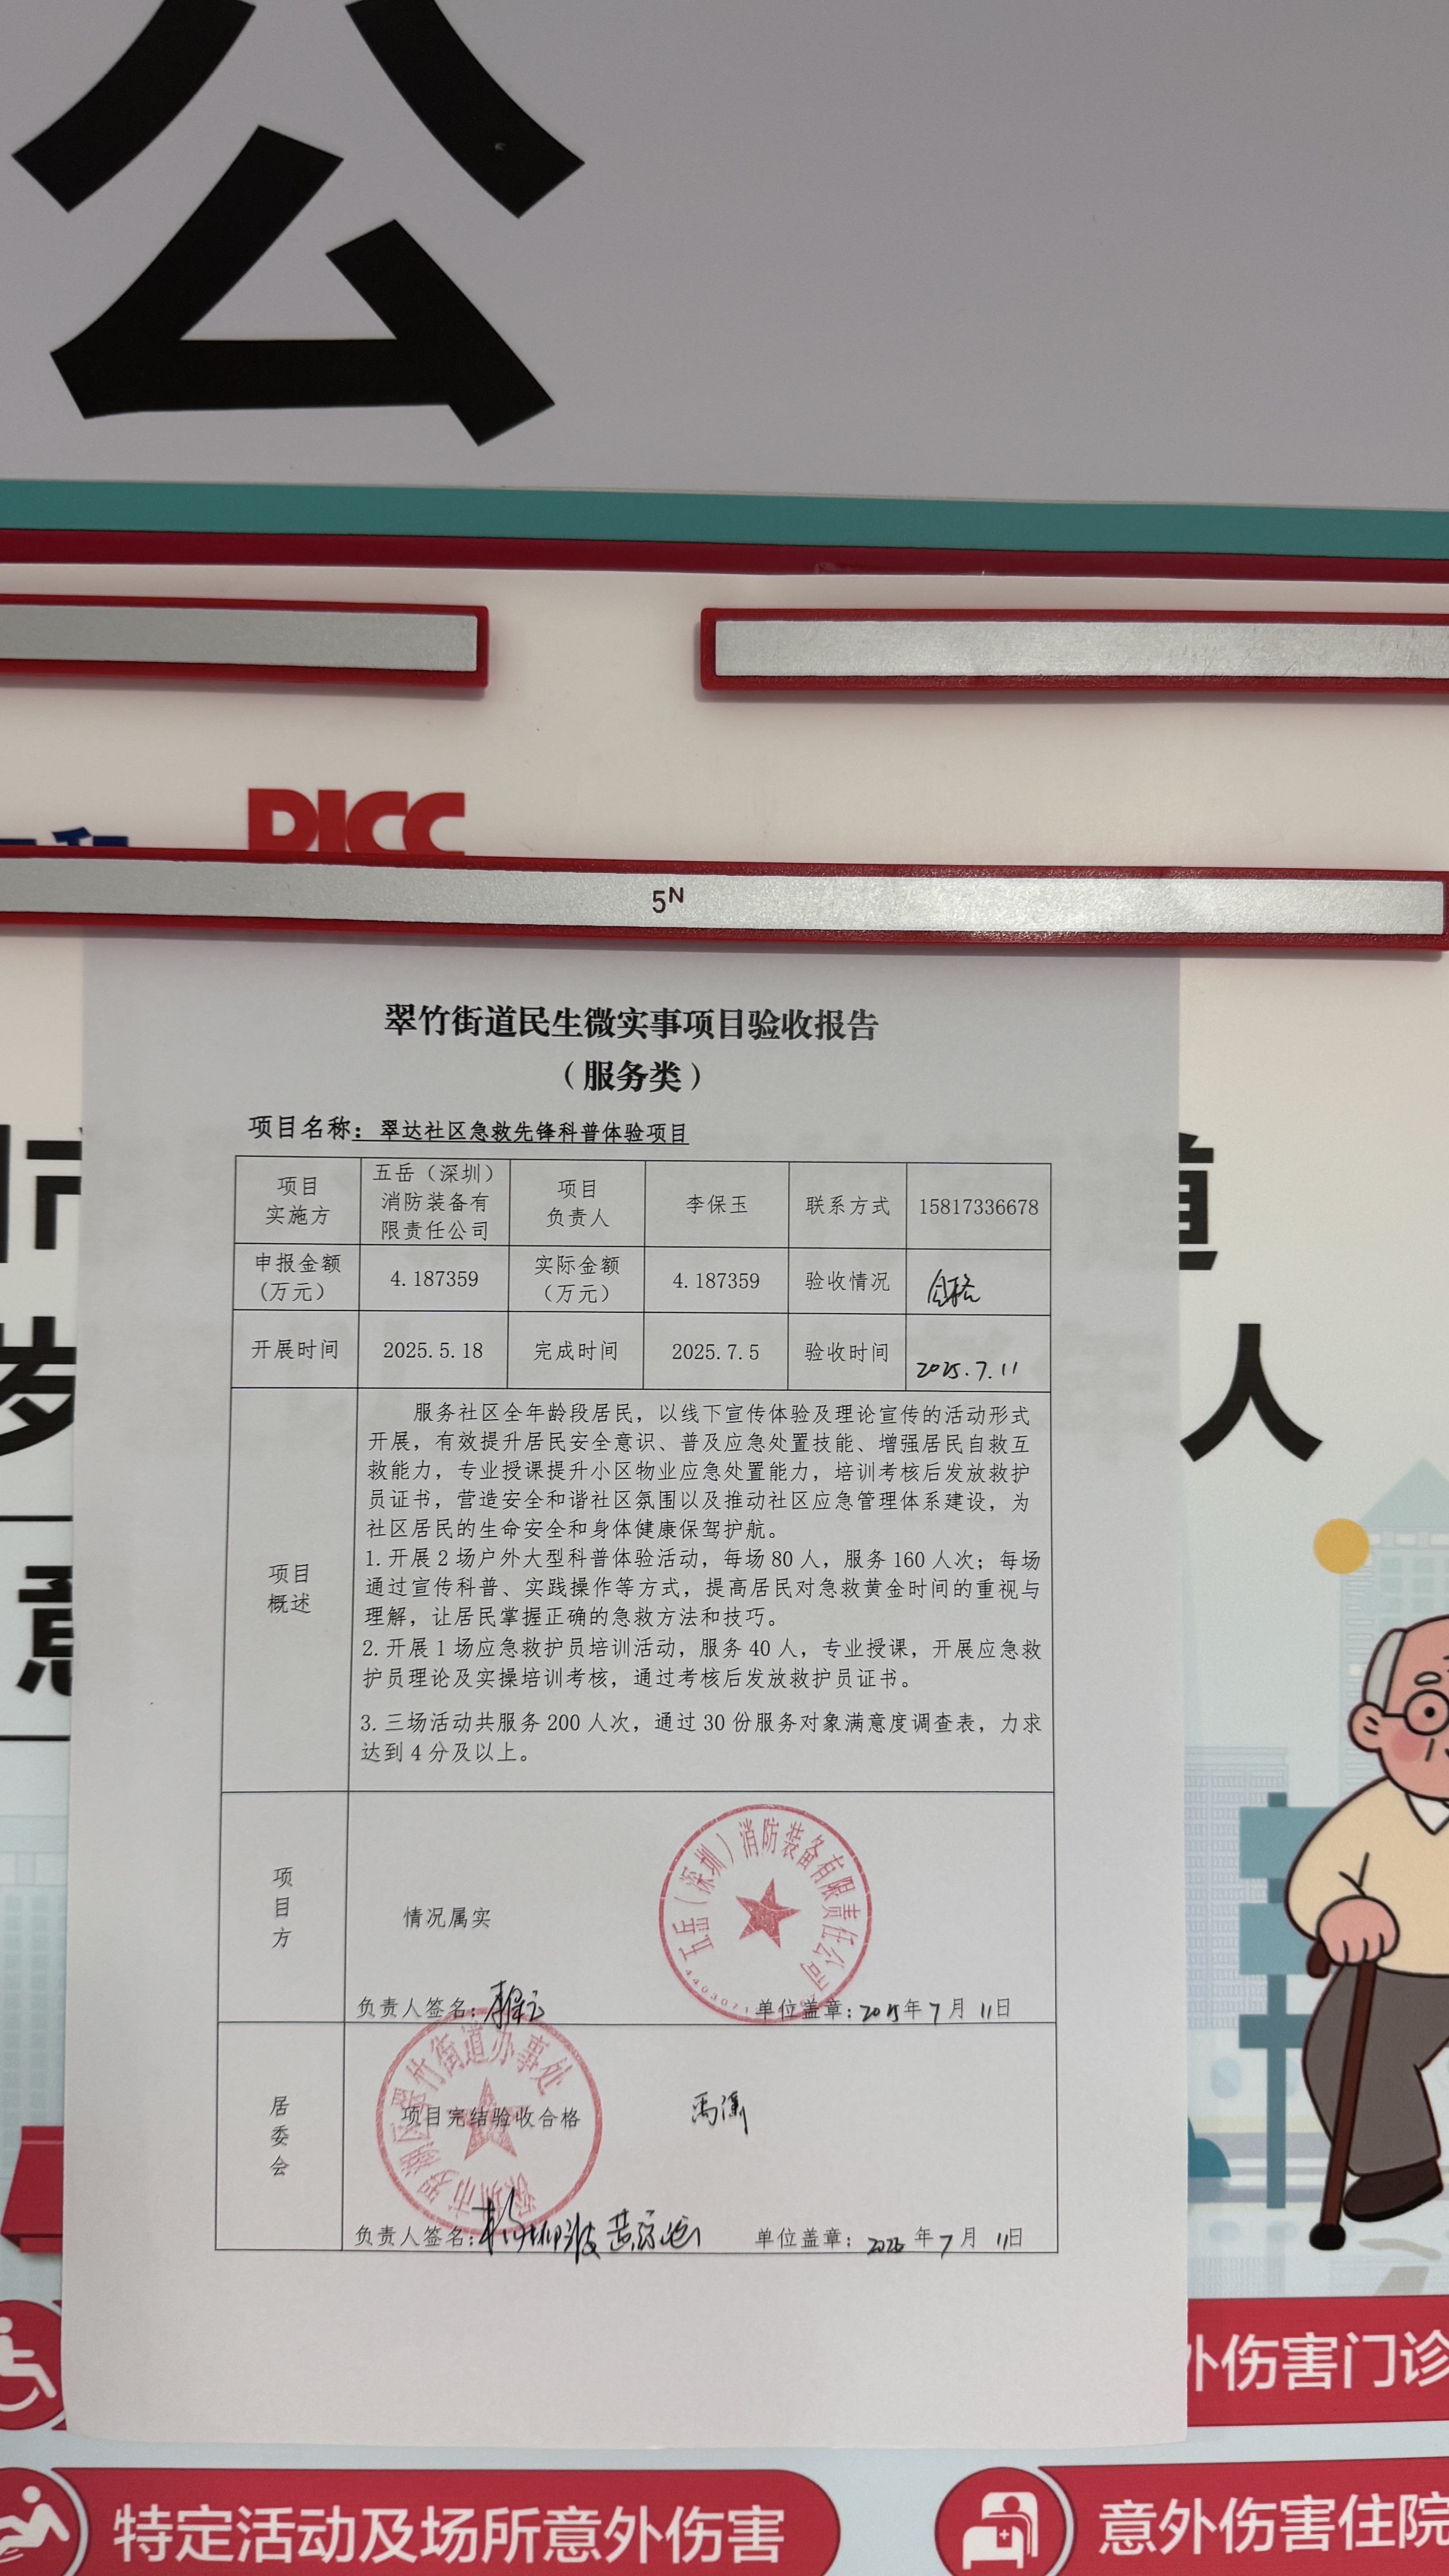 公
PICC
5N
翠竹街道民生微实事项目验收报告
（服务类）
项目名称：翠达社区急救先锋科普体验项目
项目
实施方
五岳（深圳）
消防装备有
限责任公司
项目
负责人
李保玉
联系方式
15817336678
申报金额
（万元）
4.187359
实际金额
（万元）
4.187359
验收情况
合格
开展时间
2025.5.18
完成时间
2025.7.5
验收时间
2025.7.11
项目
概述
服务社区全年龄段居民，以线下宣传体验及理论宣传的活动形式
开展，有效提升居民安全意识、普及应急处置技能、增强居民自救互
救能力，专业授课提升小区物业应急处置能力，培训考核后发放救护
员证书，营造安全和谐社区氛围以及推动社区应急管理体系建设，为
社区居民的生命安全和身体健康保驾护航。
1.开展2场户外大型科普体验活动，每场80人，服务160人次；每场
通过宣传科普、实践操作等方式，提高居民对急救黄金时间的重视与
理解，让居民掌握正确的急救方法和技巧。
2.开展1场应急救护员培训活动，服务40人，专业授课，开展应急救
护员理论及实操培训考核，通过考核后发放救护员证书。
3.三场活动共服务200人次，通过30份服务对象满意度调查表，力求
达到4分及以上。
项
目
方
情况属实
五岳（深圳）消防装备有限责任公司
负责人签名：李保玉
单位盖章：2025年7月11日
居
委
会
深圳市罗湖区翠竹街道办事处
项目完结验收合格
负责人签名：
单位盖章：
年7月11日
市
道
岁
人
意
外伤害门诊
特定活动及场所意外伤害
意外伤害住院